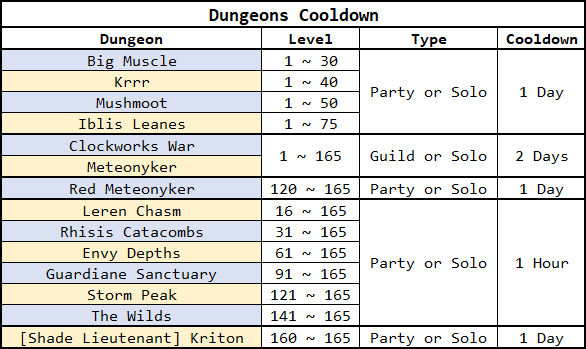 Dungeons Cooldown
Dungeon Level Type Cooldown
Big Muscle 1 ~ 30
Krrr 1 ~ 40
Mushmoot 1 ~ 50
Iblis Leanes 1 ~ 75
Party or Solo 1 Day
Clockworks War
Meteonyker
1 ~ 165 Guild or Solo 2 Days
Red Meteonyker 120 ~ 165 Party or Solo 1 Day
Leren Chasm 16 ~ 165
Rhisis Catacombs 31 ~ 165
Envy Depths 61 ~ 165
Guardiane Sanctuary 91 ~ 165
Storm Peak 121 ~ 165
The Wilds 141 ~ 165
Party or Solo 1 Hour
[Shade Lieutenant] Kriton 160 ~ 165 Party or Solo 1 Day